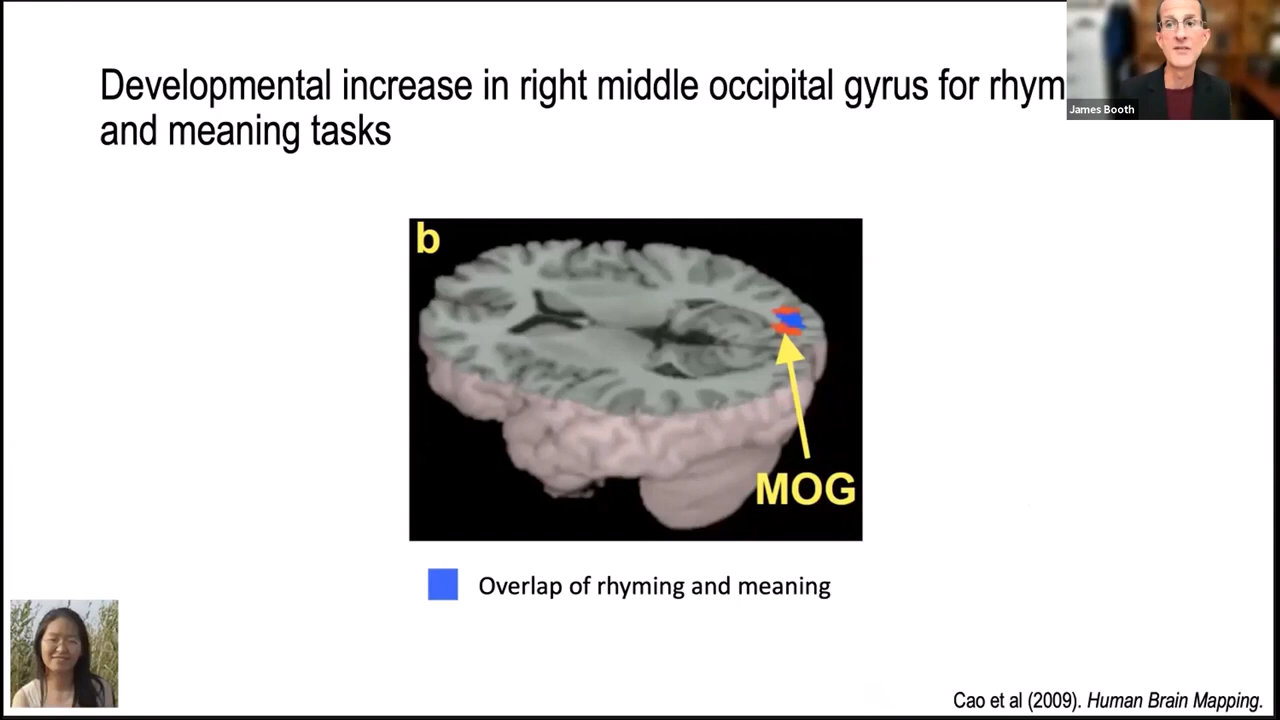 Developmental increase in right middle occipital gyrus for rhym
and meaning tasks
James Booth
b
MOG
Overlap of rhyming and meaning
Cao et al (2009). Human Brain Mapping.